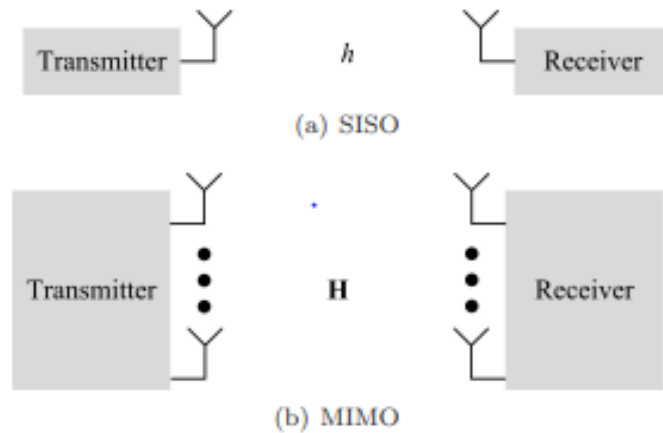 Transmitter h Receiver
(a) SISO
Transmitter H Receiver
(b) MIMO